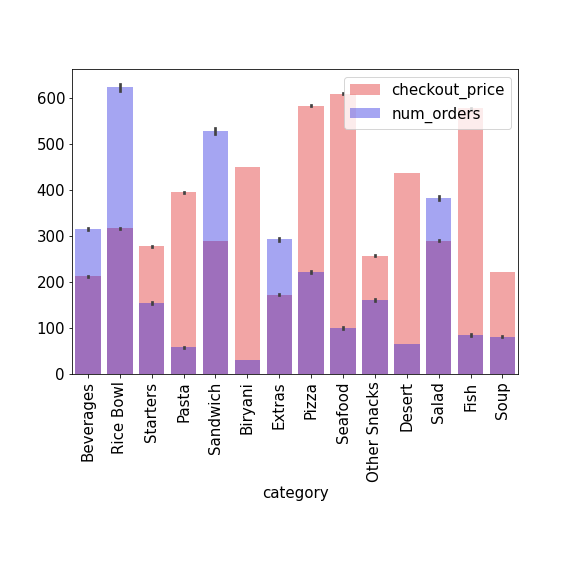 600
500
400
300
200
100
0
checkout_price
num_orders
Beverages
Rice Bowl
Starters
Pasta
Sandwich
Biryani
Extras
Pizza
Seafood
Other Snacks
Desert
Salad
Fish
Soup
category